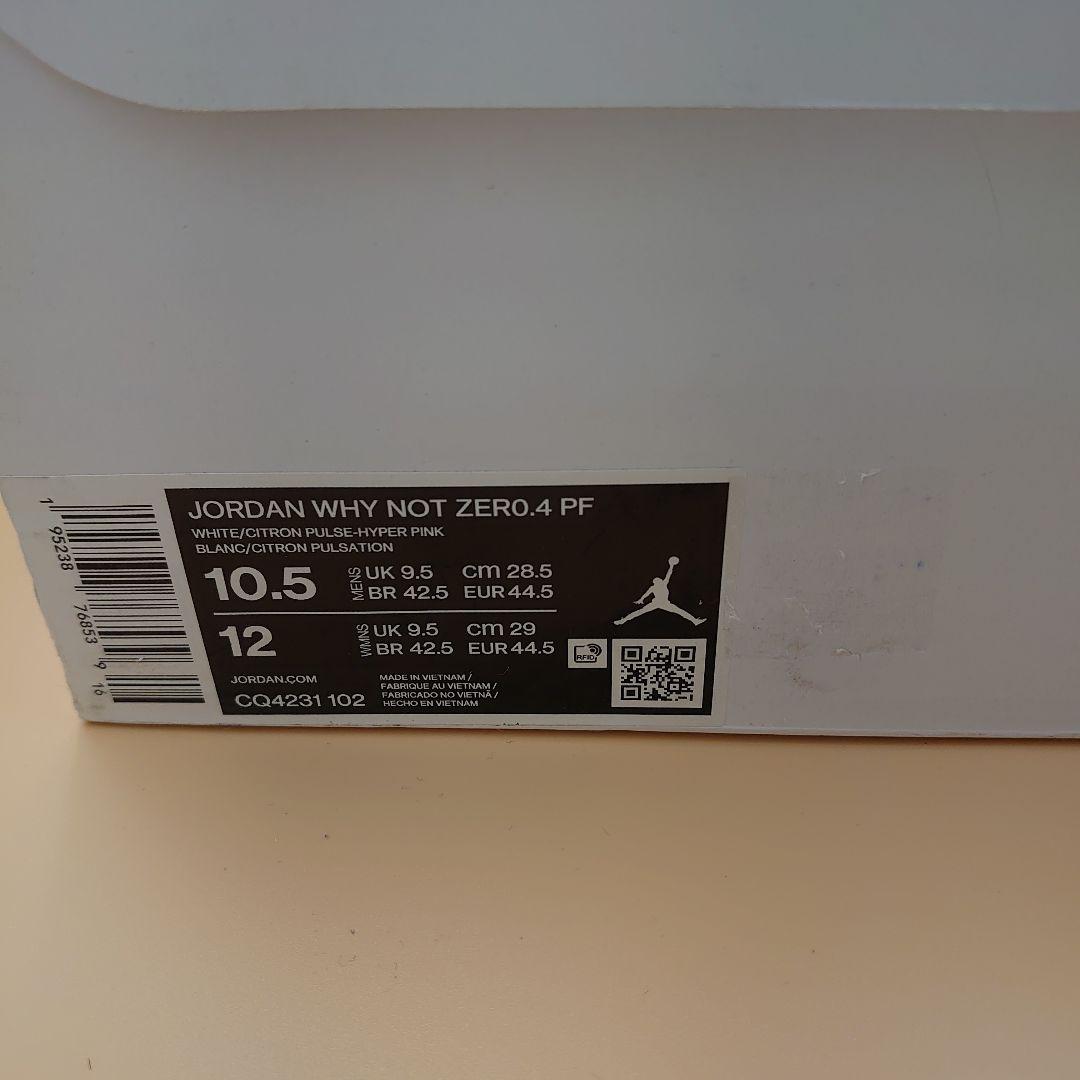 JORDAN WHY NOT ZER0.4 PF
WHITE/CITRON PULSE-HYPER PINK
BLANC/CITRON PULSATION
10.5 MENS UK 9.5 cm 28.5
BR 42.5 EUR 44.5
12 WMNS UK 9.5 cm 29
BR 42.5 EUR 44.5
RFID
JORDAN.COM
CQ4231 102
MADE IN VIETNAM /
FABRIQUE AU VIETNAM /
FABRICADO NO VIETNÃ /
HECHO EN VIETNAM
1 95238 76853 9 16